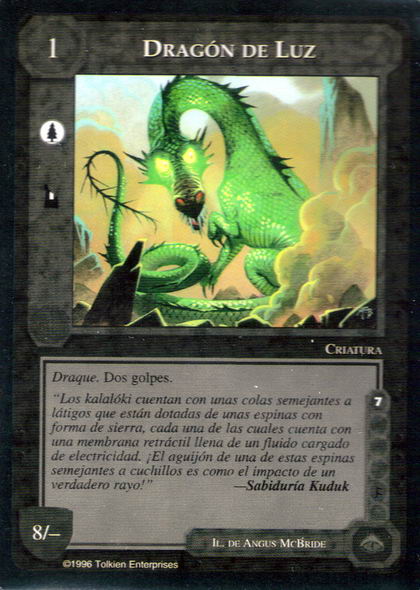 1
DRAGÓN DE LUZ
CRIATURA
Draque. Dos golpes.
"Los kalalóki cuentan con unas colas semejantes a
látigos que están dotadas de unas espinas con
forma de sierra, cada una de las cuales cuenta con
una membrana retráctil llena de un fluido cargado
de electricidad. ¡El aguijón de una de estas espinas
semejantes a cuchillos es como el impacto de un
verdadero rayo!" —Sabiduría Kuduk
7
8/–
IL. DE ANGUS MCBRIDE
©1996 Tolkien Enterprises